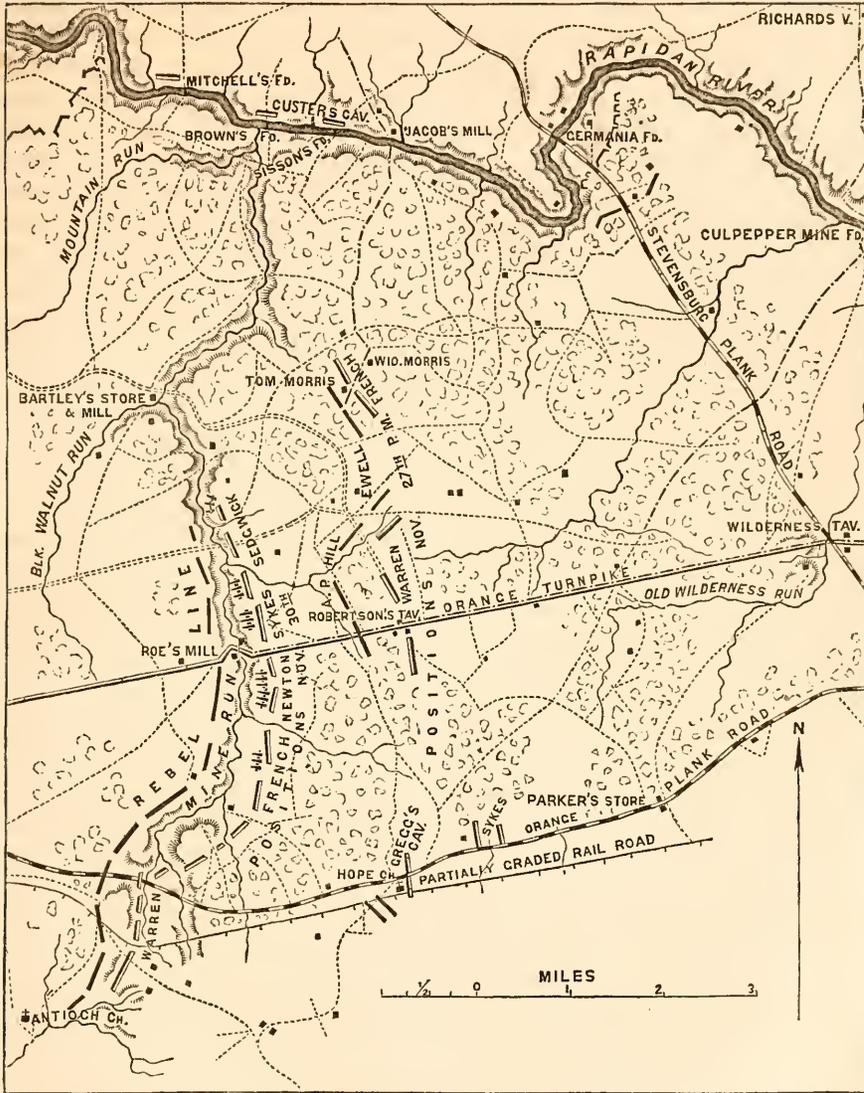 RICHARDS V.
RAPIDAN RIVER
MITCHELL'S FD.
CUSTER'S CAV.
BROWN'S FD.
SISSON'S FD.
JACOB'S MILL
GERMANIA FD.
MOUNTAIN RUN
CULPEPPER MINE FD.
STEVENSBURG PLANK ROAD
WID. MORRIS
TOM MORRIS
FRENCH
BARTLEY'S STORE
& MILL
BLK. WALNUT RUN
EWELL
27TH P.M.
SEDGWICK
A.P. HILL
WARREN
NOV.
WILDERNESS TAV.
ORANGE TURNPIKE
OLD WILDERNESS RUN
SYKES
30TH
ROBERTSON'S TAV.
ROE'S MILL
NEWTON
NOV.
POSITIONS
REBEL LINE
MINE RUN
FRENCH
POSITIONS
N
PARKER'S STORE
ORANGE PLANK ROAD
SYKES
GREGG'S
CAV.
HOPE CH.
PARTIALLY GRADED RAIL ROAD
WARREN
ANTIOCH CH.
MILES
1/2 0 1 2 3